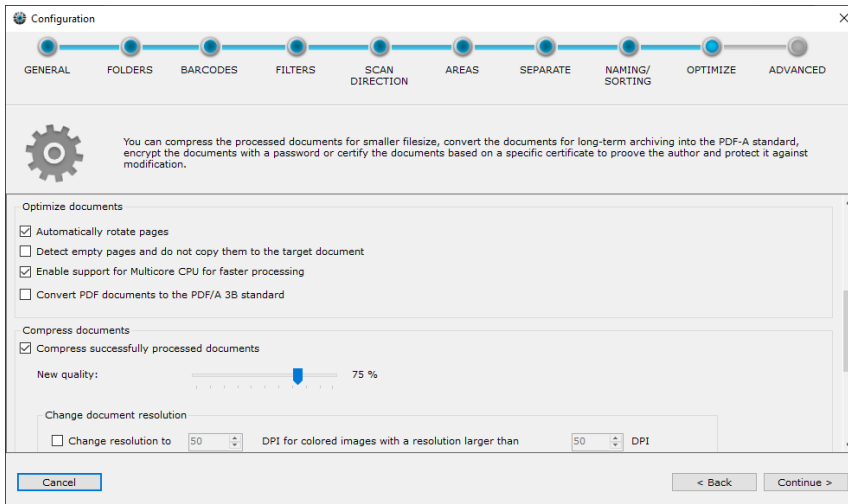 Configuration
GENERAL
FOLDERS
BARCODES
FILTERS
SCAN
DIRECTION
AREAS
SEPARATE
NAMING/
SORTING
OPTIMIZE
ADVANCED
You can compress the processed documents for smaller filesize, convert the documents for long-term archiving into the PDF-A standard,
encrypt the documents with a password or certify the documents based on a specific certificate to proove the author and protect it against
modification.
Optimize documents
Automatically rotate pages
Detect empty pages and do not copy them to the target document
Enable support for Multicore CPU for faster processing
Convert PDF documents to the PDF/A 3B standard
Compress documents
Compress successfully processed documents
New quality: 75 %
Change document resolution
Change resolution to 50 DPI for colored images with a resolution larger than 50 DPI
Cancel
< Back
Continue >